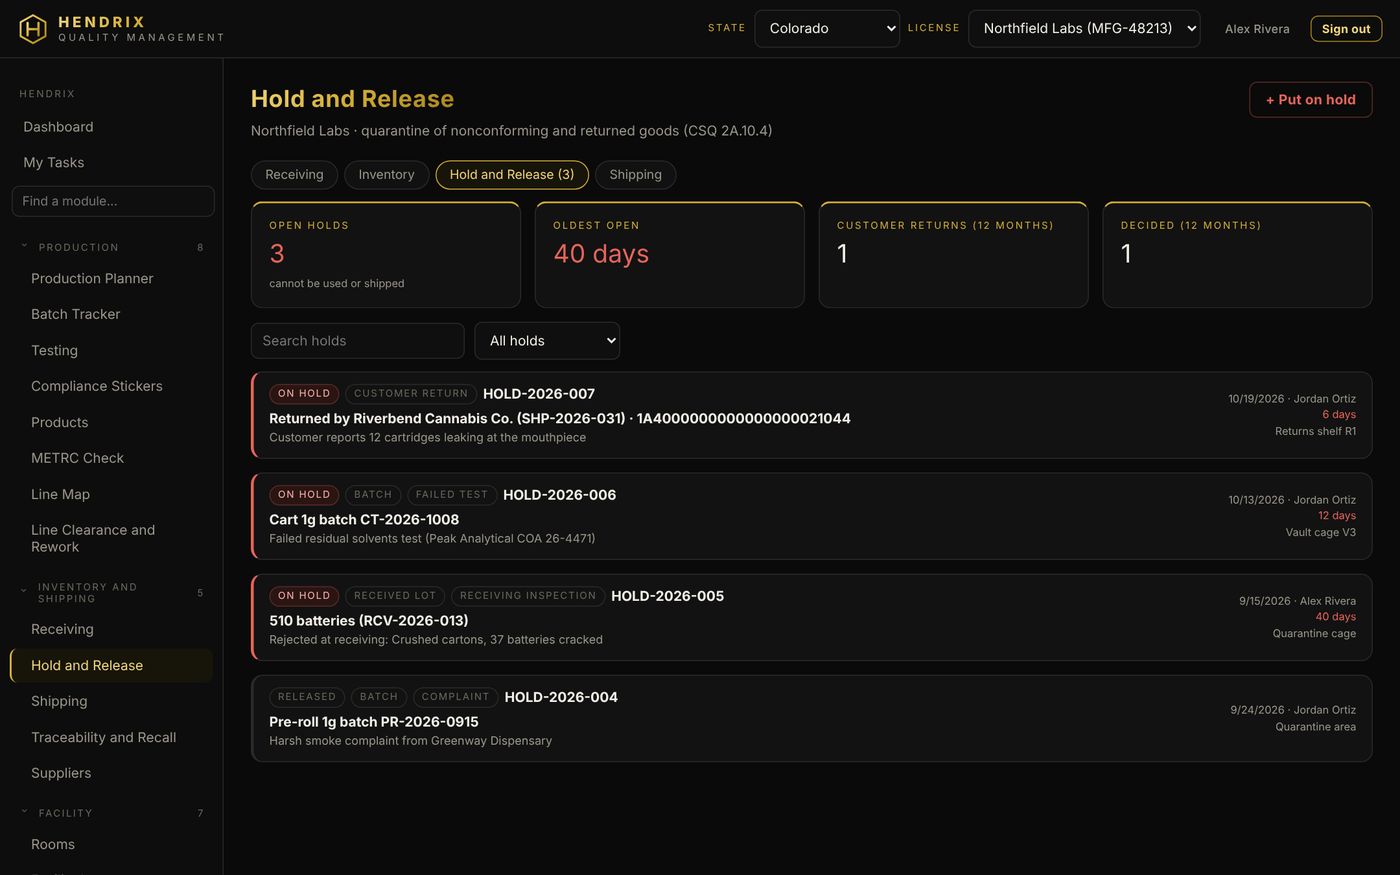 HENDRIX
QUALITY MANAGEMENT
STATE
Colorado
LICENSE
Northfield Labs (MFG-48213)
Alex Rivera
Sign out
HENDRIX
Dashboard
My Tasks
Find a module...
PRODUCTION 8
Production Planner
Batch Tracker
Testing
Compliance Stickers
Products
METRC Check
Line Map
Line Clearance and
Rework
INVENTORY AND
SHIPPING 5
Receiving
Hold and Release
Shipping
Traceability and Recall
Suppliers
FACILITY 7
Rooms
Hold and Release
+ Put on hold
Northfield Labs · quarantine of nonconforming and returned goods (CSQ 2A.10.4)
Receiving
Inventory
Hold and Release (3)
Shipping
OPEN HOLDS
3
cannot be used or shipped
OLDEST OPEN
40 days
CUSTOMER RETURNS (12 MONTHS)
1
DECIDED (12 MONTHS)
1
Search holds
All holds
ON HOLD CUSTOMER RETURN HOLD-2026-007
Returned by Riverbend Cannabis Co. (SHP-2026-031) · 1A4000000000000000021044
Customer reports 12 cartridges leaking at the mouthpiece
10/19/2026 · Jordan Ortiz
6 days
Returns shelf R1
ON HOLD BATCH FAILED TEST HOLD-2026-006
Cart 1g batch CT-2026-1008
Failed residual solvents test (Peak Analytical COA 26-4471)
10/13/2026 · Jordan Ortiz
12 days
Vault cage V3
ON HOLD RECEIVED LOT RECEIVING INSPECTION HOLD-2026-005
510 batteries (RCV-2026-013)
Rejected at receiving: Crushed cartons, 37 batteries cracked
9/15/2026 · Alex Rivera
40 days
Quarantine cage
RELEASED BATCH COMPLAINT HOLD-2026-004
Pre-roll 1g batch PR-2026-0915
Harsh smoke complaint from Greenway Dispensary
9/24/2026 · Jordan Ortiz
Quarantine area